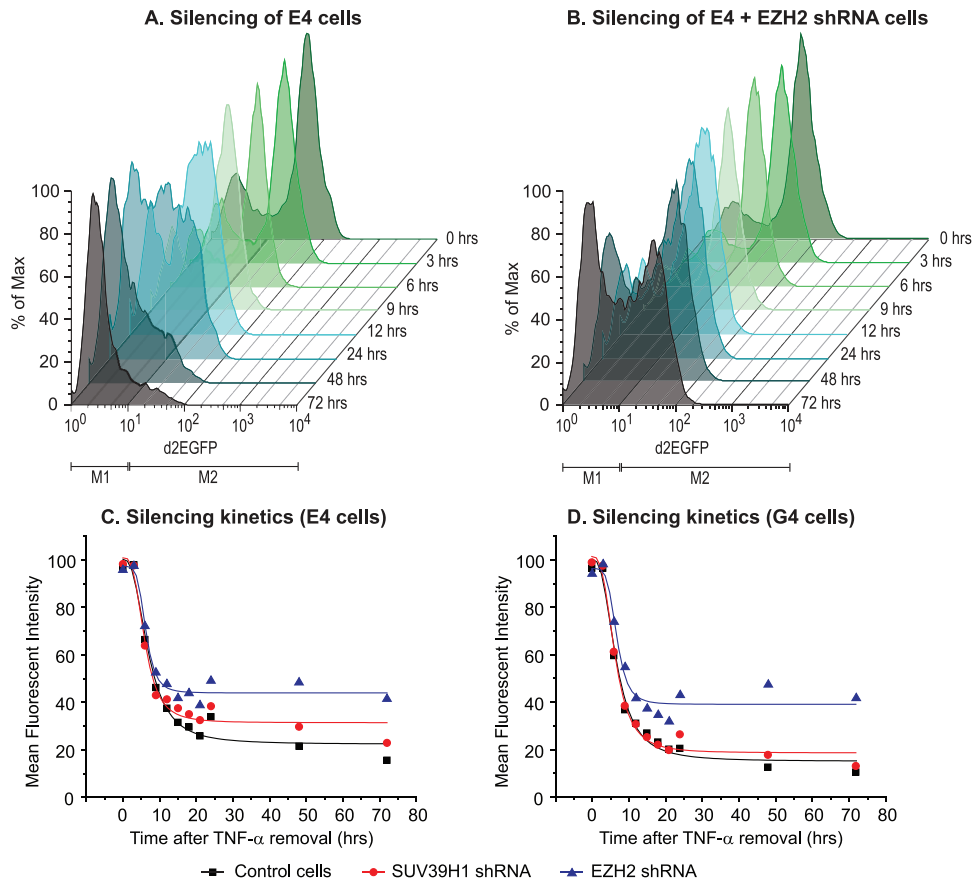 A. Silencing of E4 cells
B. Silencing of E4 + EZH2 shRNA cells
% of Max
100
80
60
40
20
0
10^0 10^1 10^2 10^3 10^4
d2EGFP
M1 M2
0 hrs
3 hrs
6 hrs
9 hrs
12 hrs
24 hrs
48 hrs
72 hrs
% of Max
100
80
60
40
20
0
10^0 10^1 10^2 10^3 10^4
d2EGFP
M1 M2
0 hrs
3 hrs
6 hrs
9 hrs
12 hrs
24 hrs
48 hrs
72 hrs
C. Silencing kinetics (E4 cells)
Mean Fluorescent Intensity
100
80
60
40
20
0
0 10 20 30 40 50 60 70 80
Time after TNF-α removal (hrs)
D. Silencing kinetics (G4 cells)
Mean Fluorescent Intensity
100
80
60
40
20
0
0 10 20 30 40 50 60 70 80
Time after TNF-α removal (hrs)
Control cells SUV39H1 shRNA EZH2 shRNA